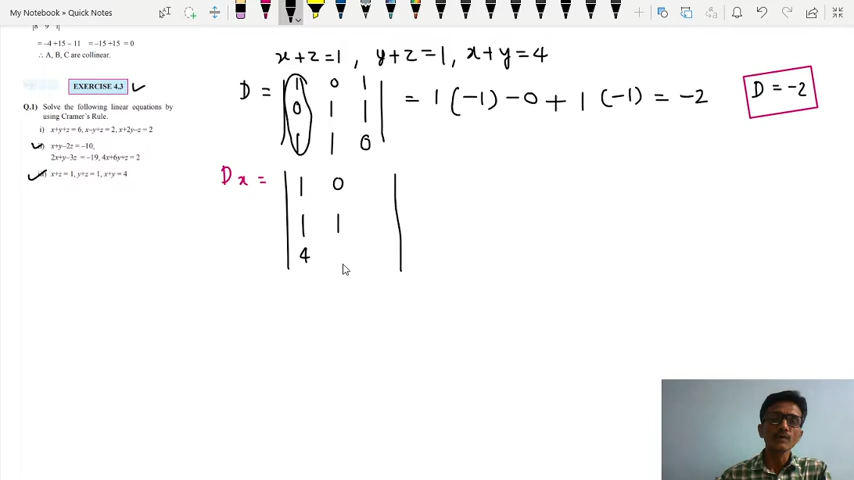 My Notebook » Quick Notes
= –4 +15 – 11 = –15 +15 = 0
∴ A, B, C are collinear.
EXERCISE 4.3
Q.1) Solve the following linear equations by
using Cramer's Rule.
i) x+y+z = 6, x–y+z = 2, x+2y–z = 2
x+y–2z = –10,
2x+y–3z = –19, 4x+6y+z = 2
x+z = 1, y+z = 1, x+y = 4
x+z=1 , y+z=1, x+y=4
D = | 1 0 1 |
| 0 1 1 |
| 1 1 0 |
= 1 (-1) -0 + 1 (-1) = -2
D = -2
Dx = | 1 0 |
| 1 1 |
| 4 |